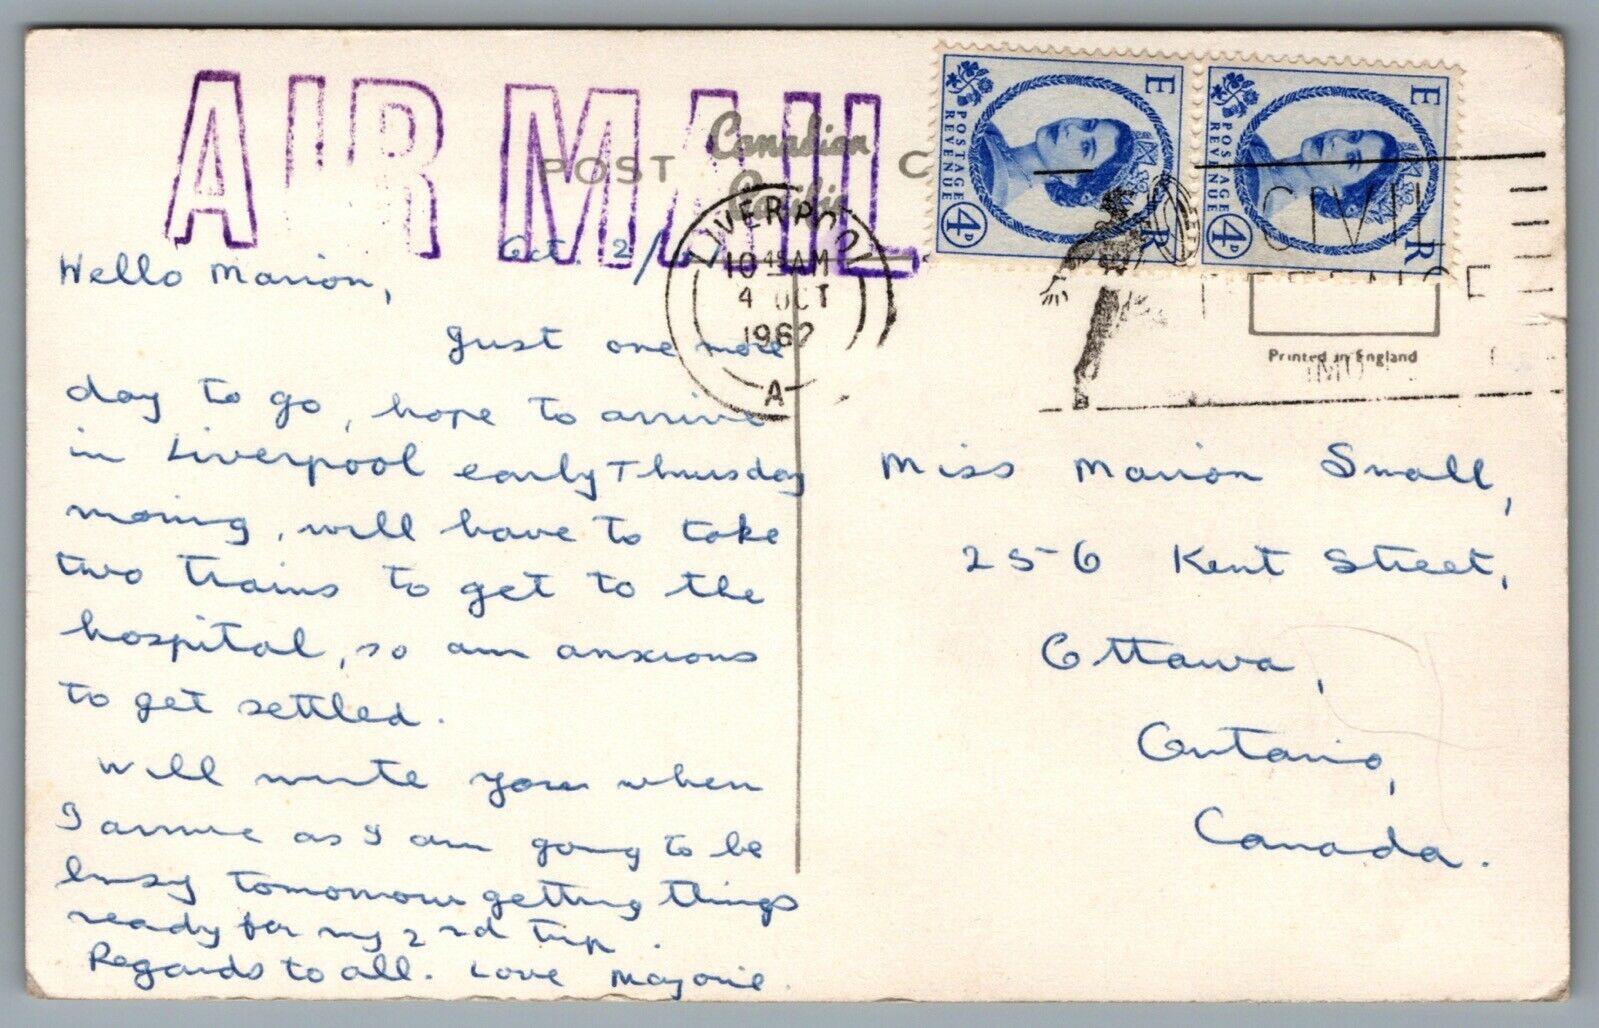 AIR MAIL
Canadian
Pacific
POST C
E R
POSTAGE
REVENUE
4D
E R
POSTAGE
REVENUE
4D
LIVERPOOL
10 45 AM
4 OCT
1962
A
CIVIL
DEFENCE
Printed in England
Oct. 2/
Hello Marion,
Just one more
day to go, hope to arrive
in Liverpool early Thursday
morning, will have to take
two trains to get to the
hospital, so am anxious
to get settled.
Will write you when
I arrive as I am going to be
busy tomorrow getting things
ready for my 2nd trip.
Regards to all. Love Marjorie.
Miss Marion Small,
256 Kent Street,
Ottawa,
Ontario,
Canada.